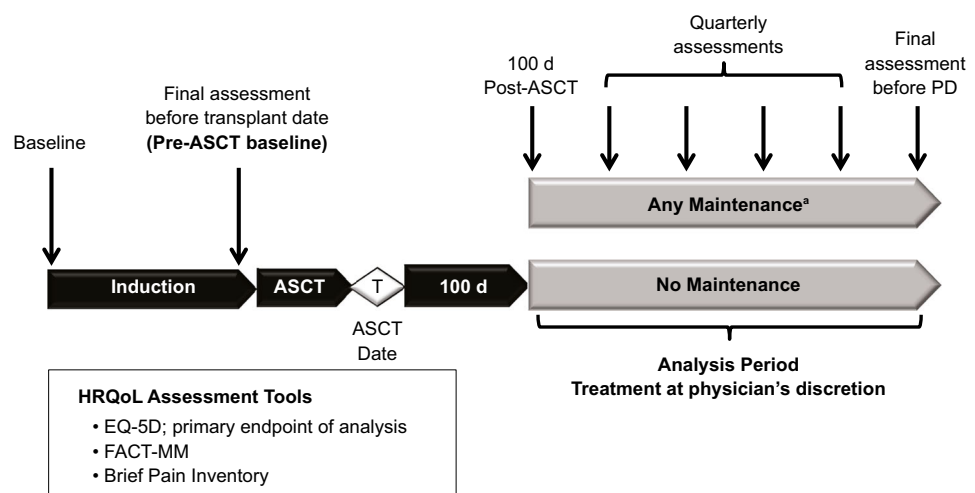 Quarterly
assessments
100 d
Post-ASCT
Final
assessment
before PD
Final assessment
before transplant date
(Pre-ASCT baseline)
Baseline
Any Maintenanceᵃ
Induction
ASCT
T
100 d
No Maintenance
ASCT
Date
Analysis Period
Treatment at physician’s discretion
HRQoL Assessment Tools
• EQ-5D; primary endpoint of analysis
• FACT-MM
• Brief Pain Inventory